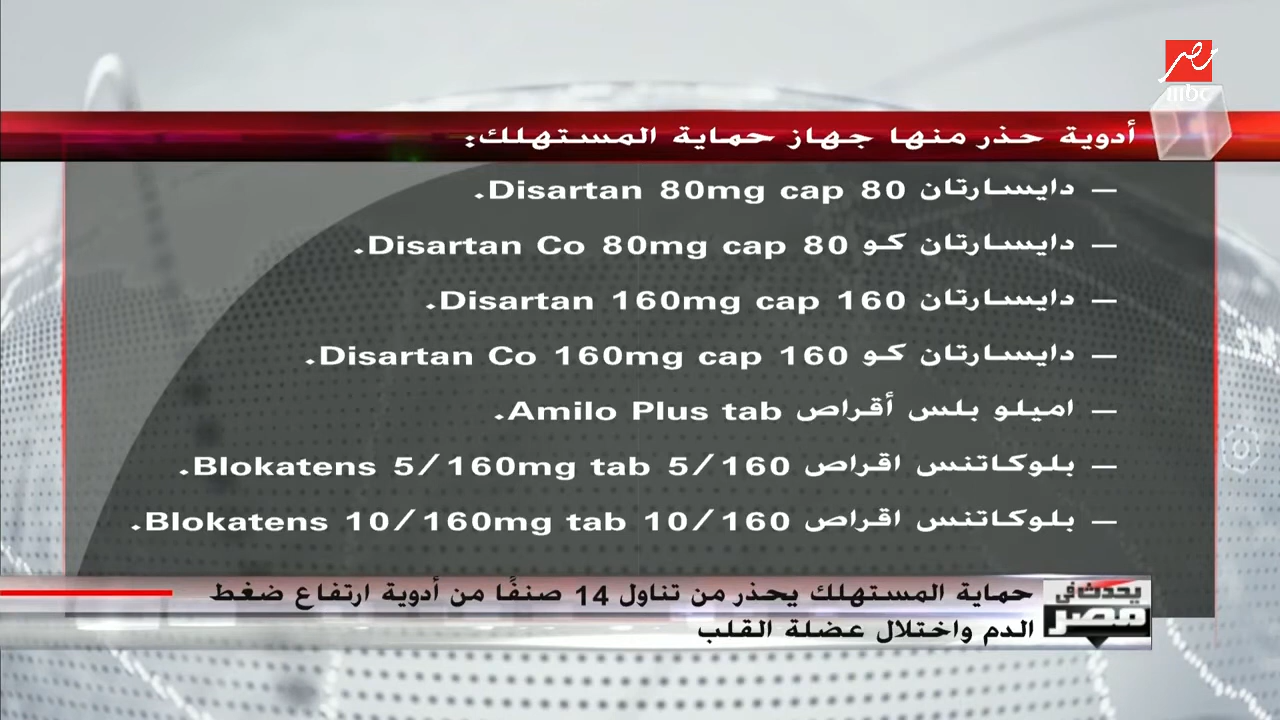 مصر
mbc
أدوية حذر منها جهاز حماية المستهلك:
– دايسارتان 80 Disartan 80mg cap.
– دايسارتان كو 80 Disartan Co 80mg cap.
– دايسارتان 160 Disartan 160mg cap.
– دايسارتان كو 160 Disartan Co 160mg cap.
– اميلو بلس أقراص Amilo Plus tab.
– بلوكاتنس اقراص 5/160 Blokatens 5/160mg tab.
– بلوكاتنس اقراص 10/160 Blokatens 10/160mg tab.
يحدث في
مصر
حماية المستهلك يحذر من تناول 14 صنفًا من أدوية ارتفاع ضغط
الدم واختلال عضلة القلب